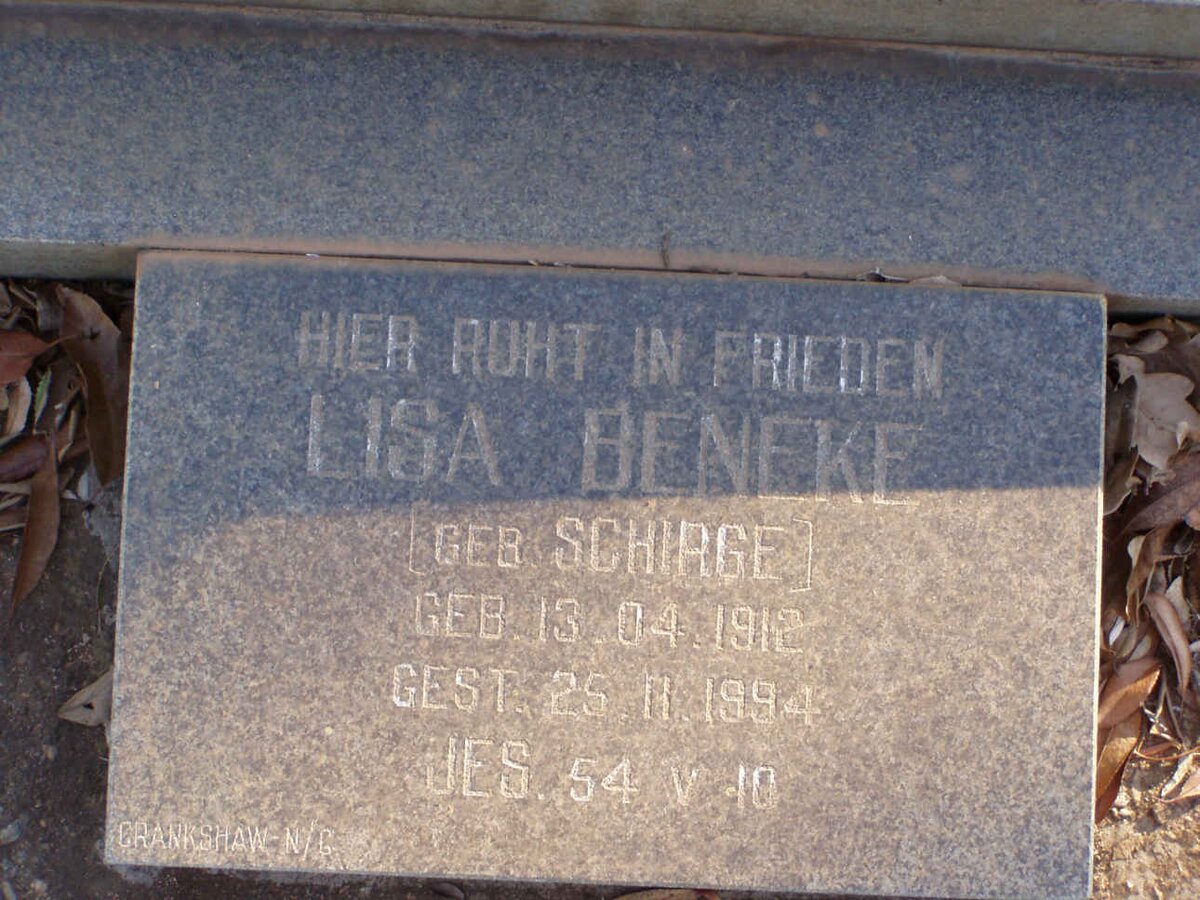 HIER RUHT IN FRIEDEN
LISA BENEKE
[GEB SCHIRGE]
GEB. 13.04.1912
GEST. 25.11.1994
JES. 54 V 10
CRANKSHAW-N/G